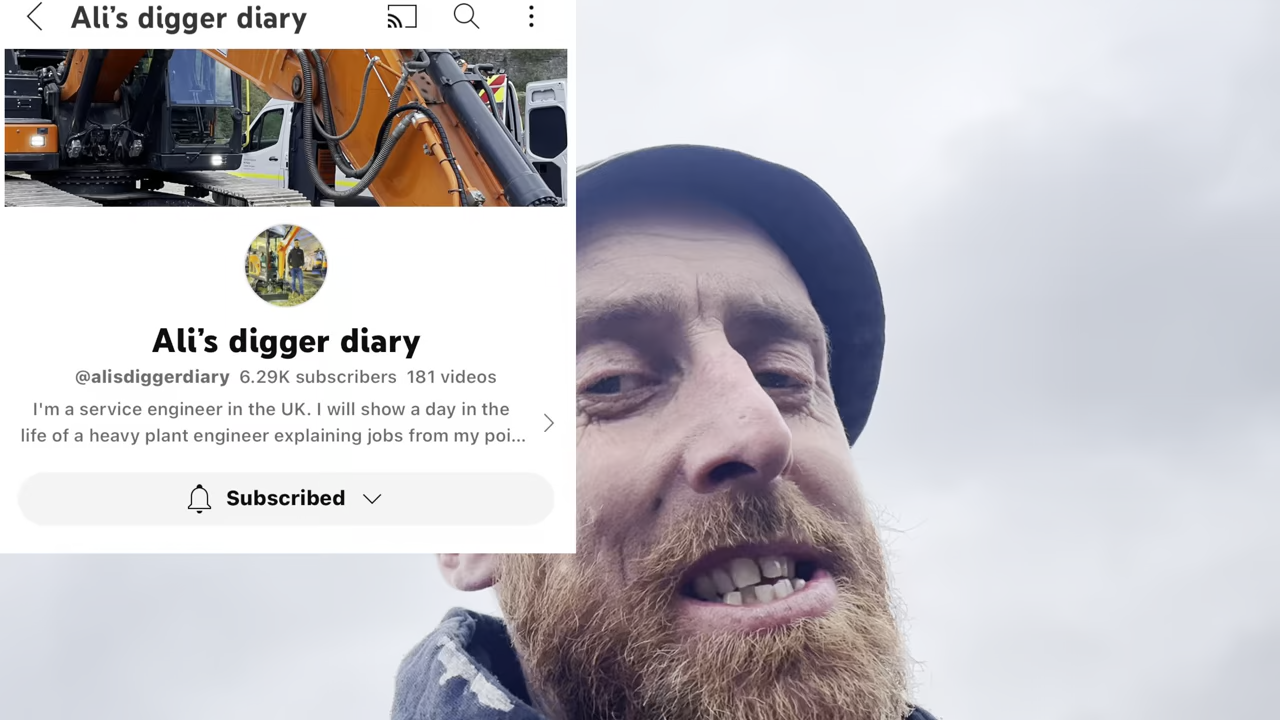 Ali's digger diary
Ali's digger diary
@alisdiggerdiary 6.29K subscribers 181 videos
I'm a service engineer in the UK. I will show a day in the
life of a heavy plant engineer explaining jobs from my poi...
Subscribed